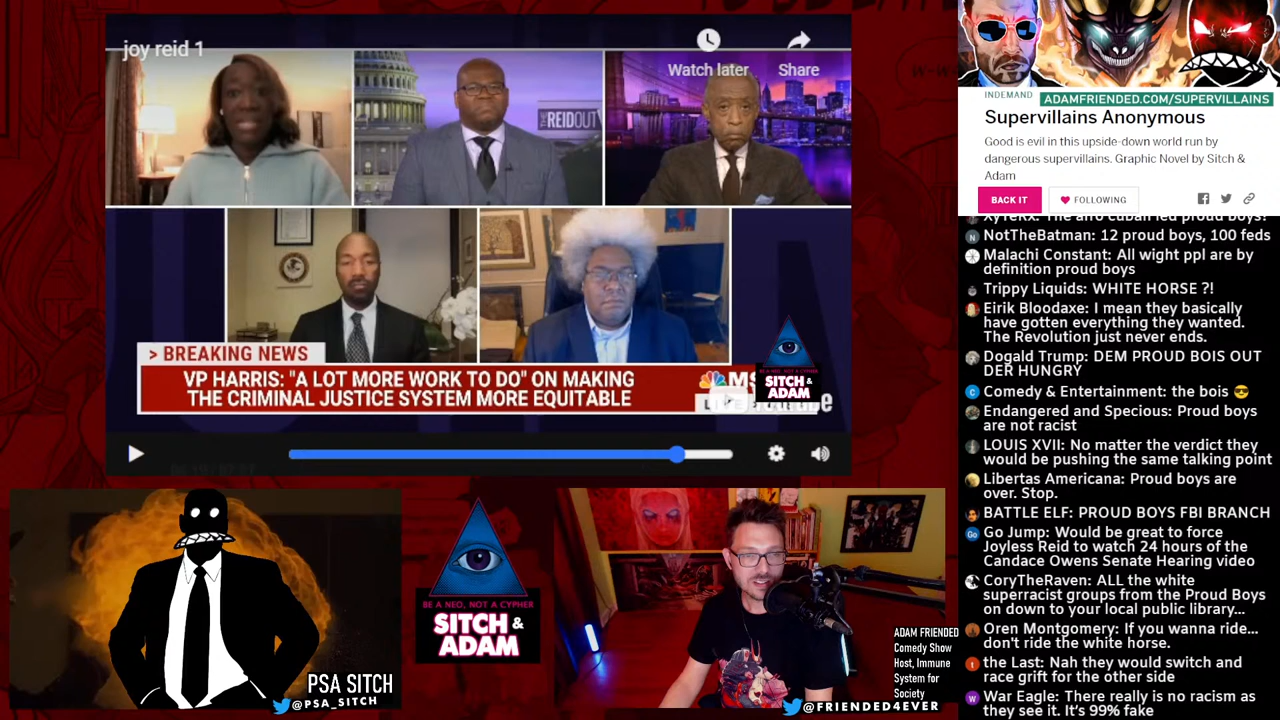 joy reid 1
Watch later
Share
THE REIDOUT
> BREAKING NEWS
VP HARRIS: "A LOT MORE WORK TO DO" ON MAKING
THE CRIMINAL JUSTICE SYSTEM MORE EQUITABLE
BE A NEO, NOT A CYPHER
SITCH &
ADAM
PSA SITCH
@PSA_SITCH
BE A NEO, NOT A CYPHER
SITCH &
ADAM
ADAM FRIENDED
Comedy Show
Host, Immune
System for
Society
@FRIENDED4EVER
INDEMAND
ADAMFRIENDED.COM/SUPERVILLAINS
Supervillains Anonymous
Good is evil in this upside-down world run by
dangerous supervillains. Graphic Novel by Sitch &
Adam
BACK IT
FOLLOWING
XyTeRX: The afro cuban led proud boys!
NotTheBatman: 12 proud boys, 100 feds
Malachi Constant: All wight ppl are by
definition proud boys
Trippy Liquids: WHITE HORSE ?!
Eirik Bloodaxe: I mean they basically
have gotten everything they wanted.
The Revolution just never ends.
Dogald Trump: DEM PROUD BOIS OUT
DER HUNGRY
Comedy & Entertainment: the bois 😎
Endangered and Specious: Proud boys
are not racist
LOUIS XVII: No matter the verdict they
would be pushing the same talking point
Libertas Americana: Proud boys are
over. Stop.
BATTLE ELF: PROUD BOYS FBI BRANCH
Go Jump: Would be great to force
Joyless Reid to watch 24 hours of the
Candace Owens Senate Hearing video
CoryTheRaven: ALL the white
superracist groups from the Proud Boys
on down to your local public library...
Oren Montgomery: If you wanna ride...
don't ride the white horse.
the Last: Nah they would switch and
race grift for the other side
War Eagle: There really is no racism as
they see it. It's 99% fake